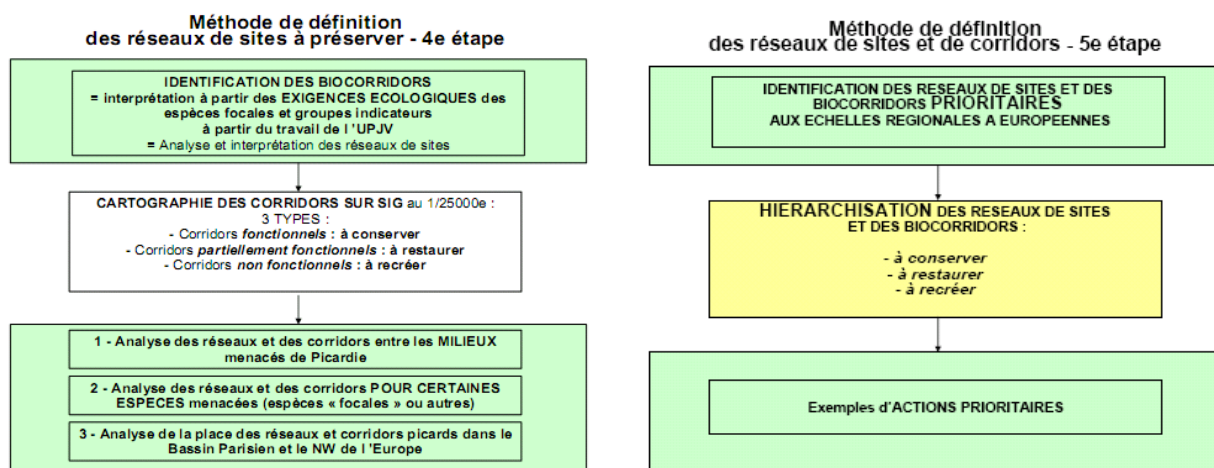 Méthode de définition
des réseaux de sites à préserver - 4e étape
IDENTIFICATION DES BIOCORRIDORS
= interprétation à partir des EXIGENCES ECOLOGIQUES des
espèces focales et groupes indicateurs
à partir du travail de l'UPJV
= Analyse et interprétation des réseaux de sites
CARTOGRAPHIE DES CORRIDORS SUR SIG au 1/25000e :
3 TYPES :
- Corridors fonctionnels : à conserver
- Corridors partiellement fonctionnels : à restaurer
- Corridors non fonctionnels : à recréer
1 - Analyse des réseaux et des corridors entre les MILIEUX
menacés de Picardie
2 - Analyse des réseaux et des corridors POUR CERTAINES
ESPECES menacées (espèces « focales » ou autres)
3 - Analyse de la place des réseaux et corridors picards dans le
Bassin Parisien et le NW de l'Europe
Méthode de définition
des réseaux de sites et de corridors - 5e étape
IDENTIFICATION DES RESEAUX DE SITES ET DES
BIOCORRIDORS PRIORITAIRES
AUX ECHELLES REGIONALES A EUROPEENNES
HIERARCHISATION DES RESEAUX DE SITES
ET DES BIOCORRIDORS :
- à conserver
- à restaurer
- à recréer
Exemples d'ACTIONS PRIORITAIRES